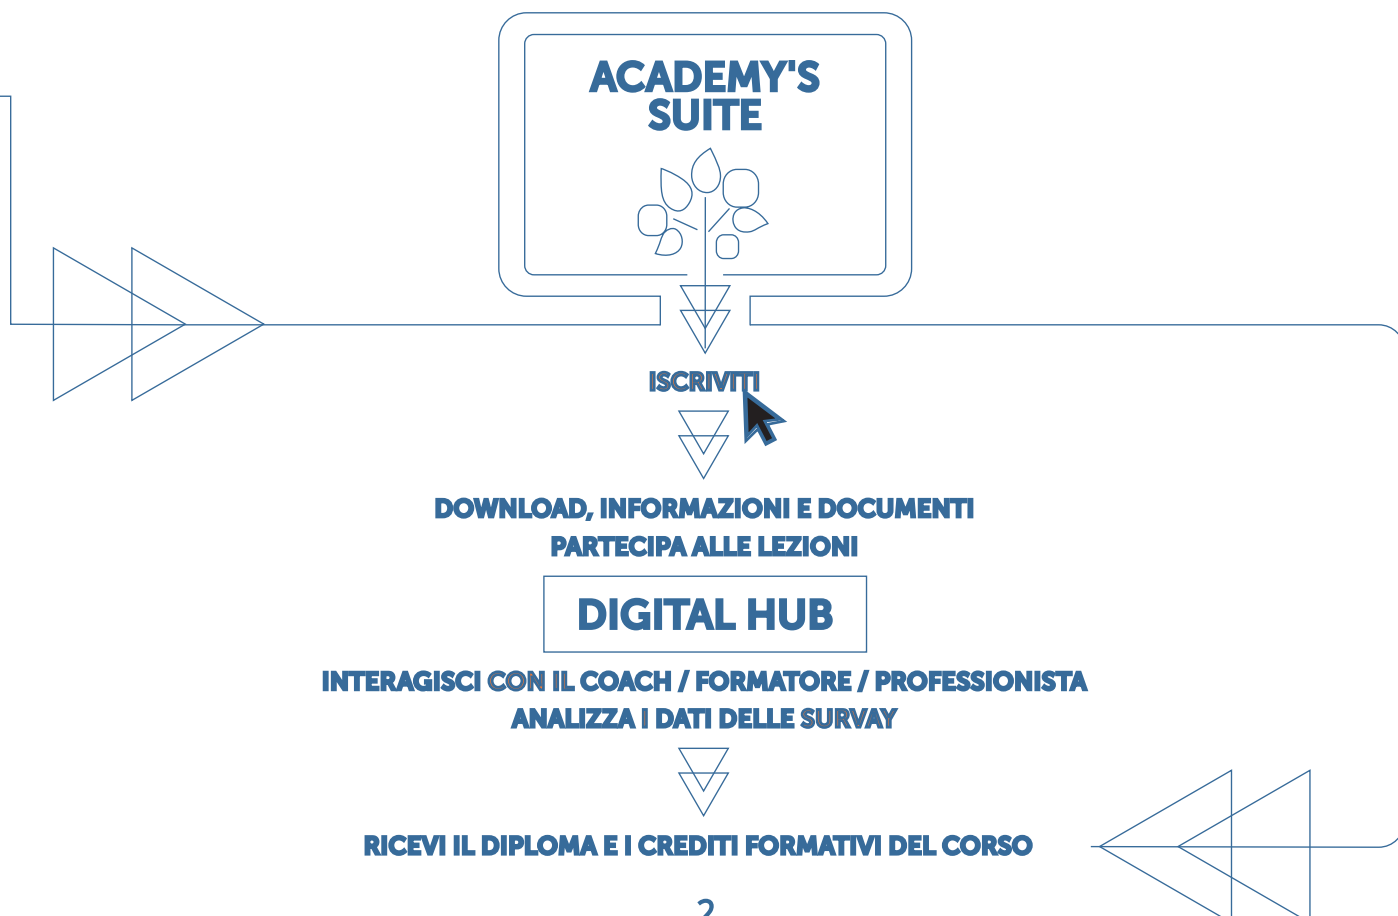 ACADEMY'S
SUITE
ISCRIVITI
DOWNLOAD, INFORMAZIONI E DOCUMENTI
PARTECIPA ALLE LEZIONI
DIGITAL HUB
INTERAGISCI CON IL COACH / FORMATORE / PROFESSIONISTA
ANALIZZA I DATI DELLE SURVAY
RICEVI IL DIPLOMA E I CREDITI FORMATIVI DEL CORSO
2